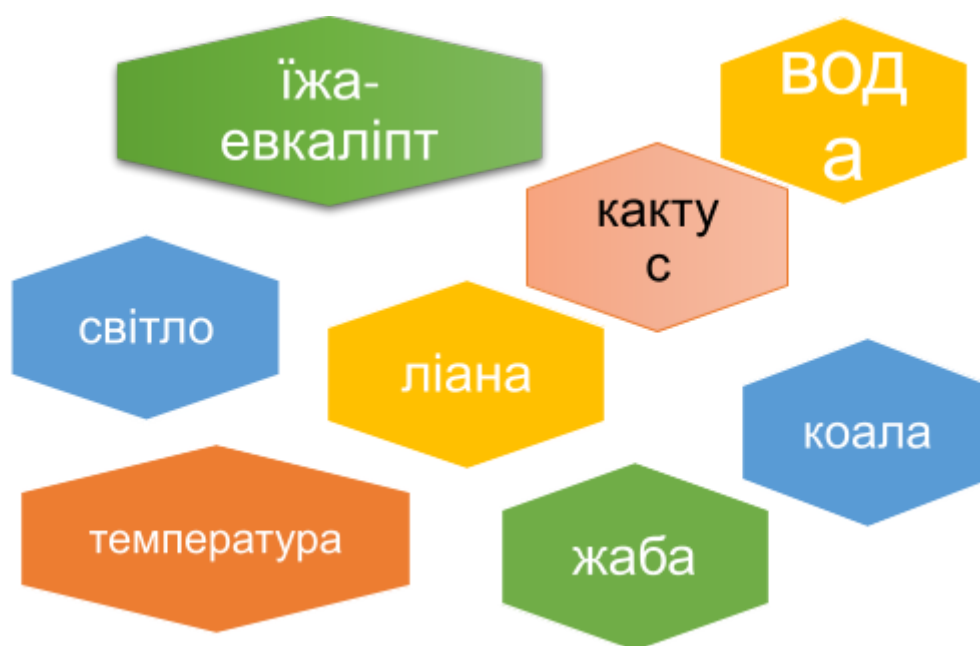 їжа-
евкаліпт
вод
а
какту
с
світло
ліана
коала
температура
жаба